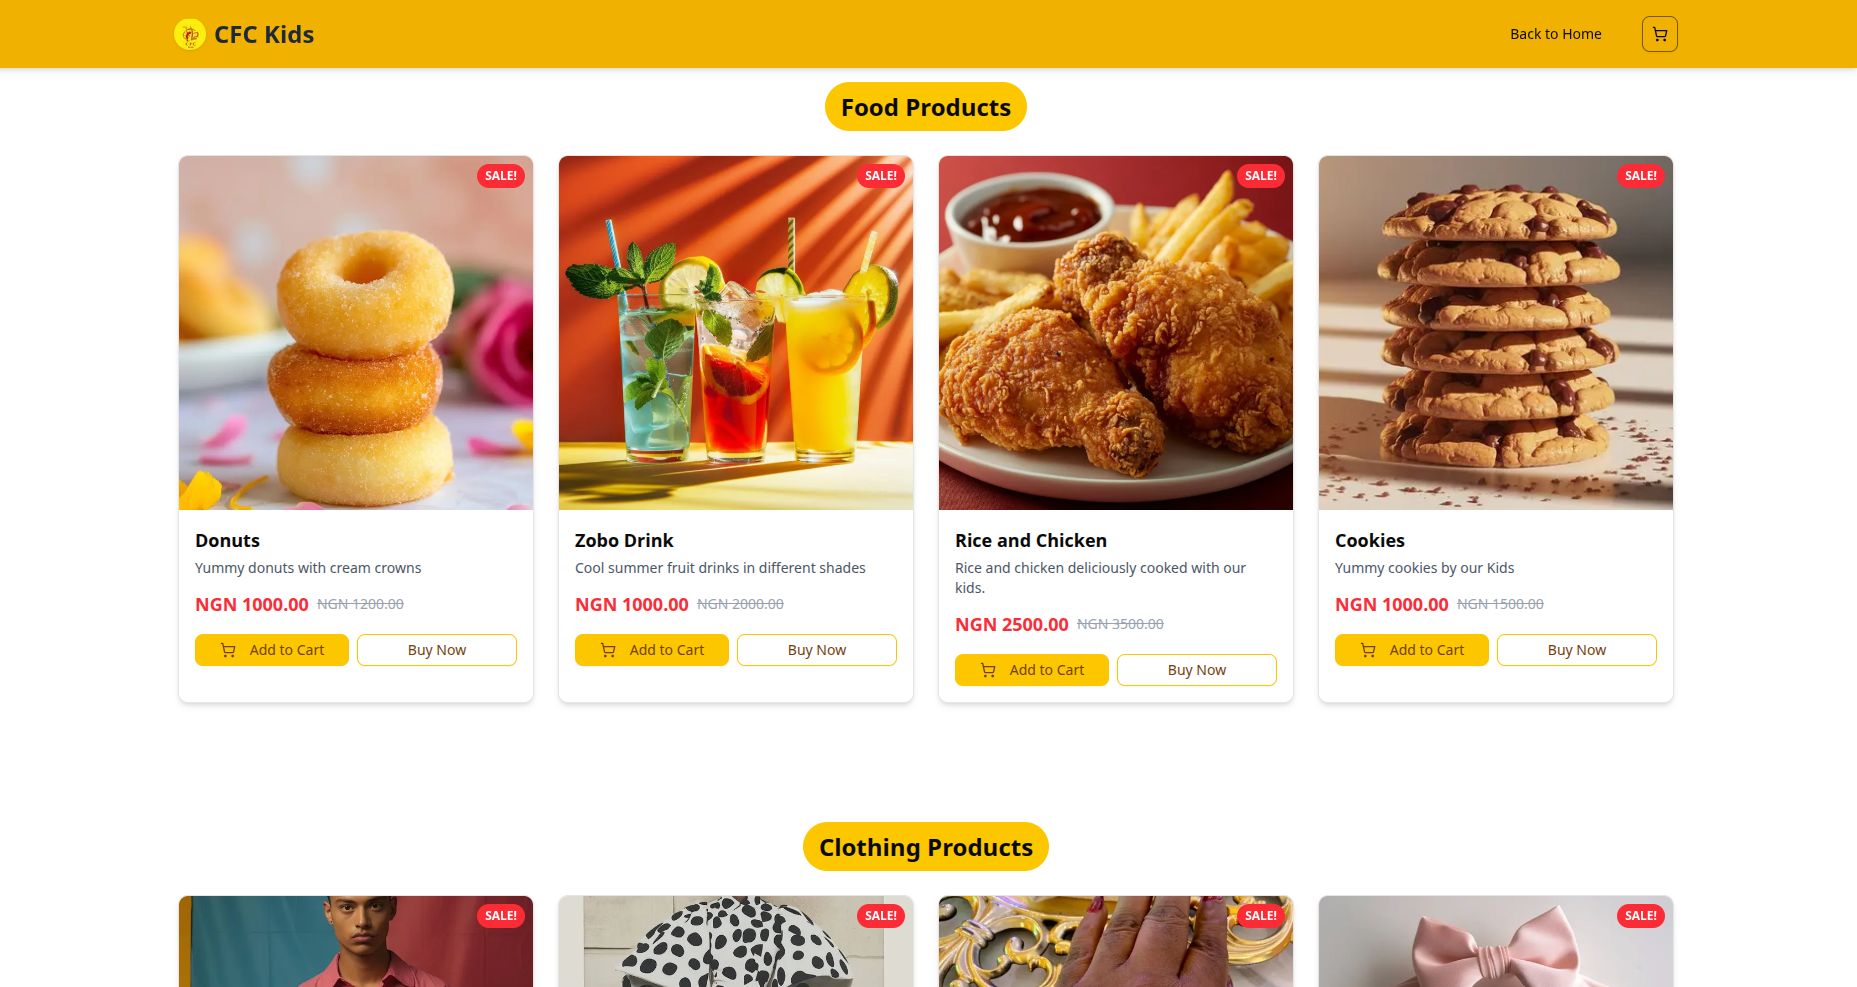 CFC Kids
Back to Home
Food Products
SALE!
SALE!
SALE!
SALE!
Donuts
Yummy donuts with cream crowns
NGN 1000.00 NGN 1200.00
Add to Cart
Buy Now
Zobo Drink
Cool summer fruit drinks in different shades
NGN 1000.00 NGN 2000.00
Add to Cart
Buy Now
Rice and Chicken
Rice and chicken deliciously cooked with our
kids.
NGN 2500.00 NGN 3500.00
Add to Cart
Buy Now
Cookies
Yummy cookies by our Kids
NGN 1000.00 NGN 1500.00
Add to Cart
Buy Now
Clothing Products
SALE!
SALE!
SALE!
SALE!